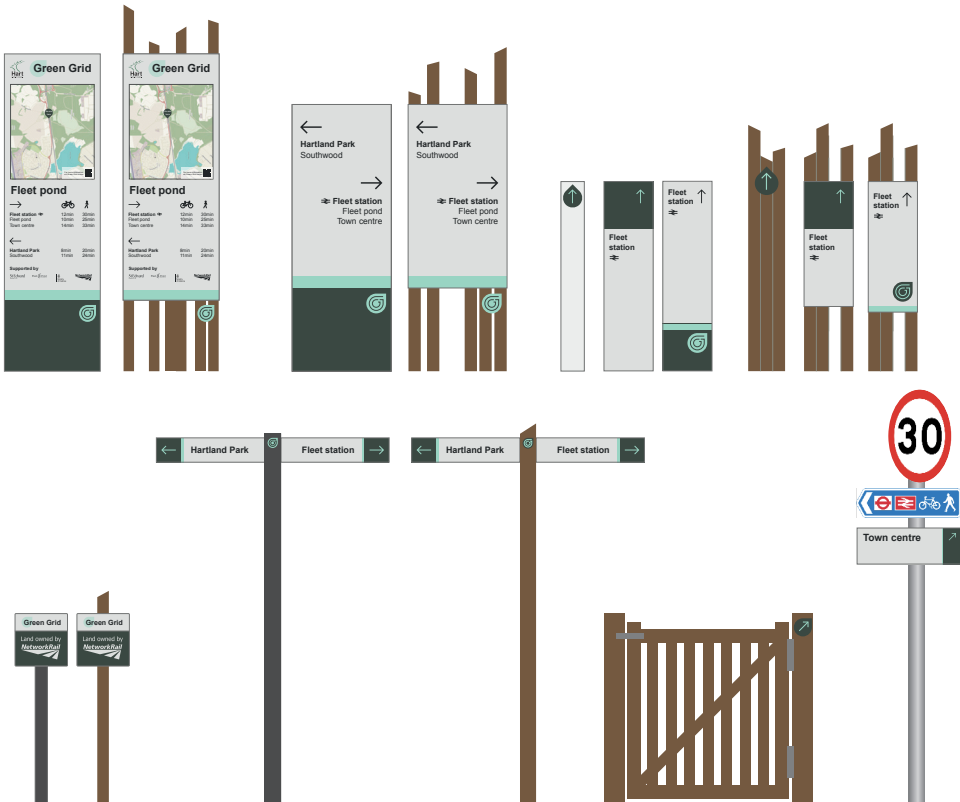 Hart
Green Grid
Fleet pond
Fleet station 12min 30min
Fleet pond 10min 25min
Town centre 14min 33min
Hartland Park 8min 20min
Southwood 11min 24min
Supported by
Hart
Green Grid
Fleet pond
Fleet station 12min 30min
Fleet pond 10min 25min
Town centre 14min 33min
Hartland Park 8min 20min
Southwood 11min 24min
Supported by
Hartland Park
Southwood
Fleet station
Fleet pond
Town centre
Hartland Park
Southwood
Fleet station
Fleet pond
Town centre
Fleet
station
Fleet
station
Fleet
station
Fleet
station
Hartland Park
Fleet station
Hartland Park
Fleet station
30
Town centre
Green Grid
Land owned by
NetworkRail
Green Grid
Land owned by
NetworkRail